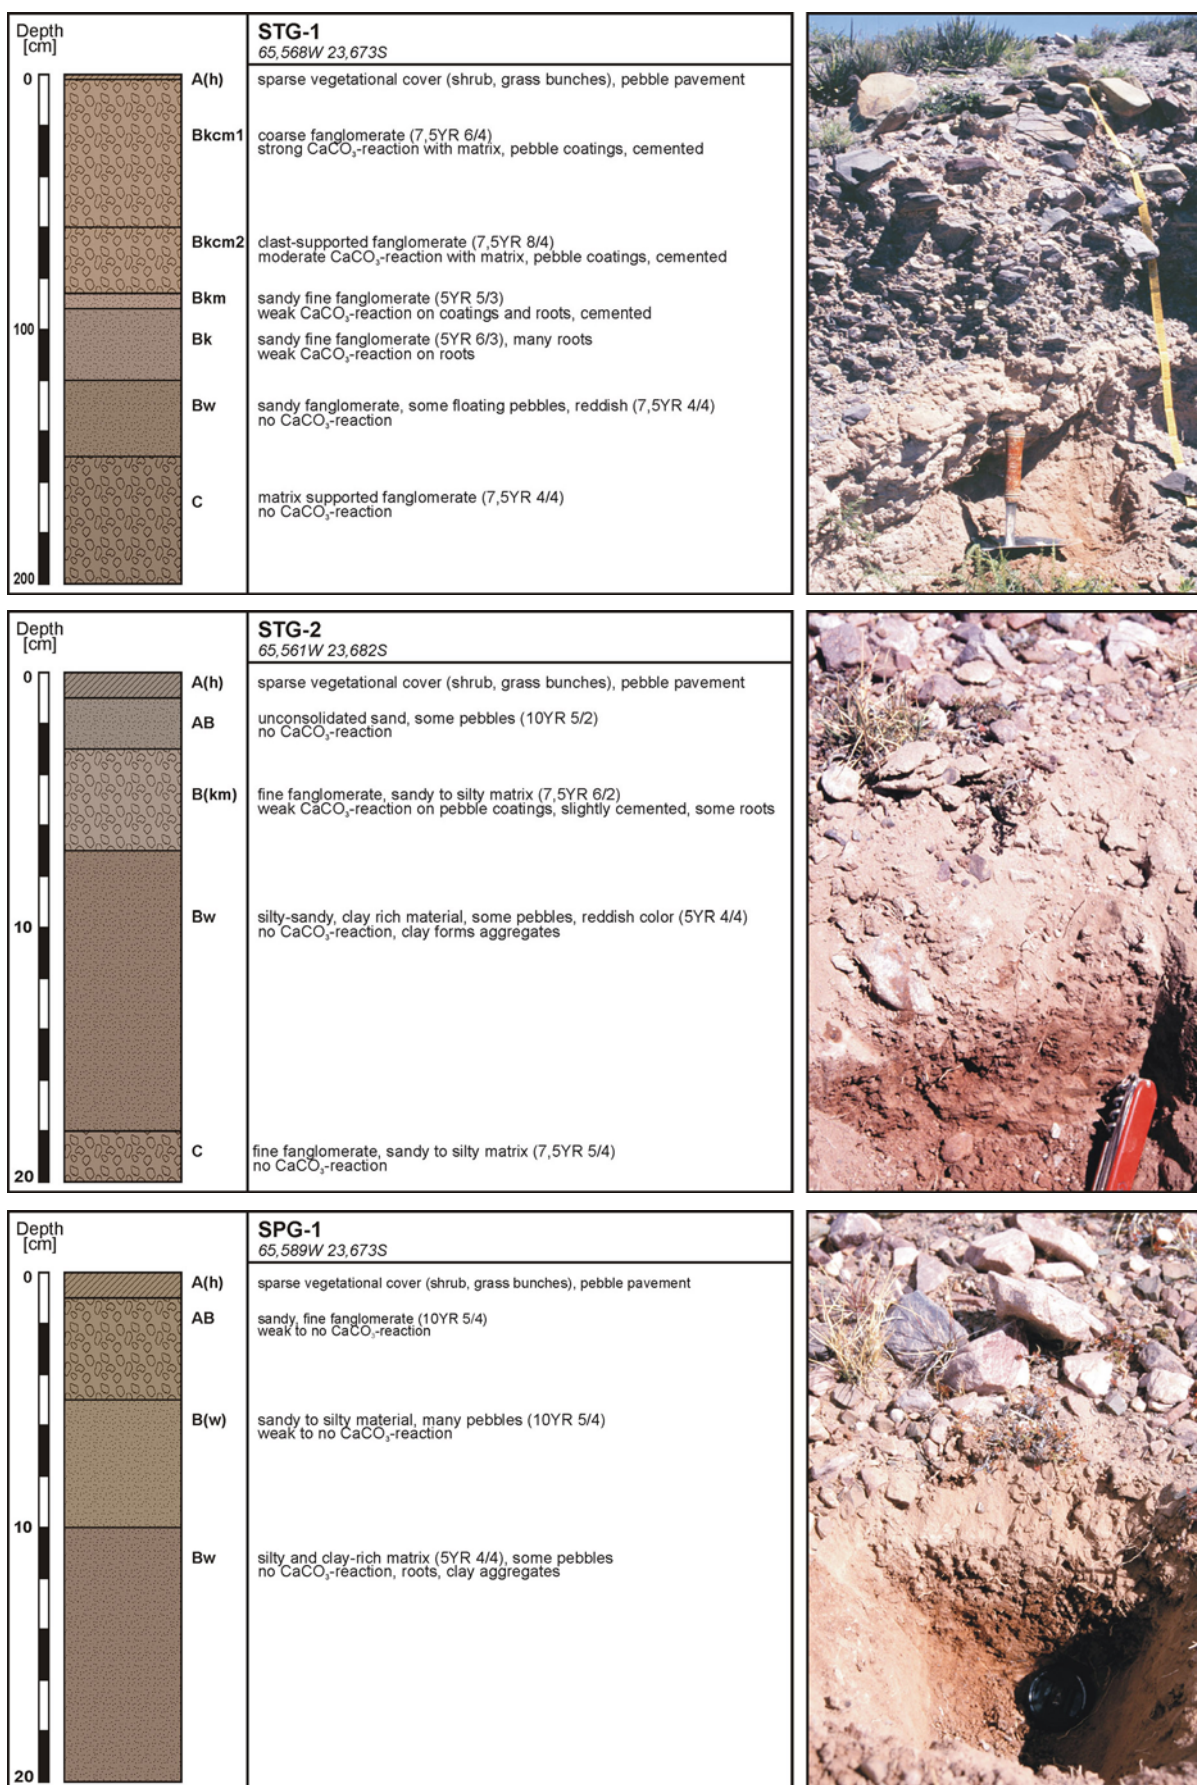 Depth
[cm]
STG-1
65,568W 23,673S
0
A(h)
sparse vegetational cover (shrub, grass bunches), pebble pavement
Bkcm1
coarse fanglomerate (7,5YR 6/4)
strong CaCO₃-reaction with matrix, pebble coatings, cemented
Bkcm2
clast-supported fanglomerate (7,5YR 8/4)
moderate CaCO₃-reaction with matrix, pebble coatings, cemented
Bkm
sandy fine fanglomerate (5YR 5/3)
weak CaCO₃-reaction on coatings and roots, cemented
100
Bk
sandy fine fanglomerate (5YR 6/3), many roots
weak CaCO₃-reaction on roots
Bw
sandy fanglomerate, some floating pebbles, reddish (7,5YR 4/4)
no CaCO₃-reaction
C
matrix supported fanglomerate (7,5YR 4/4)
no CaCO₃-reaction
200
Depth
[cm]
STG-2
65,561W 23,682S
0
A(h)
sparse vegetational cover (shrub, grass bunches), pebble pavement
AB
unconsolidated sand, some pebbles (10YR 5/2)
no CaCO₃-reaction
B(km)
fine fanglomerate, sandy to silty matrix (7,5YR 6/2)
weak CaCO₃-reaction on pebble coatings, slightly cemented, some roots
10
Bw
silty-sandy, clay rich material, some pebbles, reddish color (5YR 4/4)
no CaCO₃-reaction, clay forms aggregates
C
fine fanglomerate, sandy to silty matrix (7,5YR 5/4)
no CaCO₃-reaction
20
Depth
[cm]
SPG-1
65,589W 23,673S
0
A(h)
sparse vegetational cover (shrub, grass bunches), pebble pavement
AB
sandy, fine fanglomerate (10YR 5/4)
weak to no CaCO₃-reaction
B(w)
sandy to silty material, many pebbles (10YR 5/4)
weak to no CaCO₃-reaction
10
Bw
silty and clay-rich matrix (5YR 4/4), some pebbles
no CaCO₃-reaction, roots, clay aggregates
20